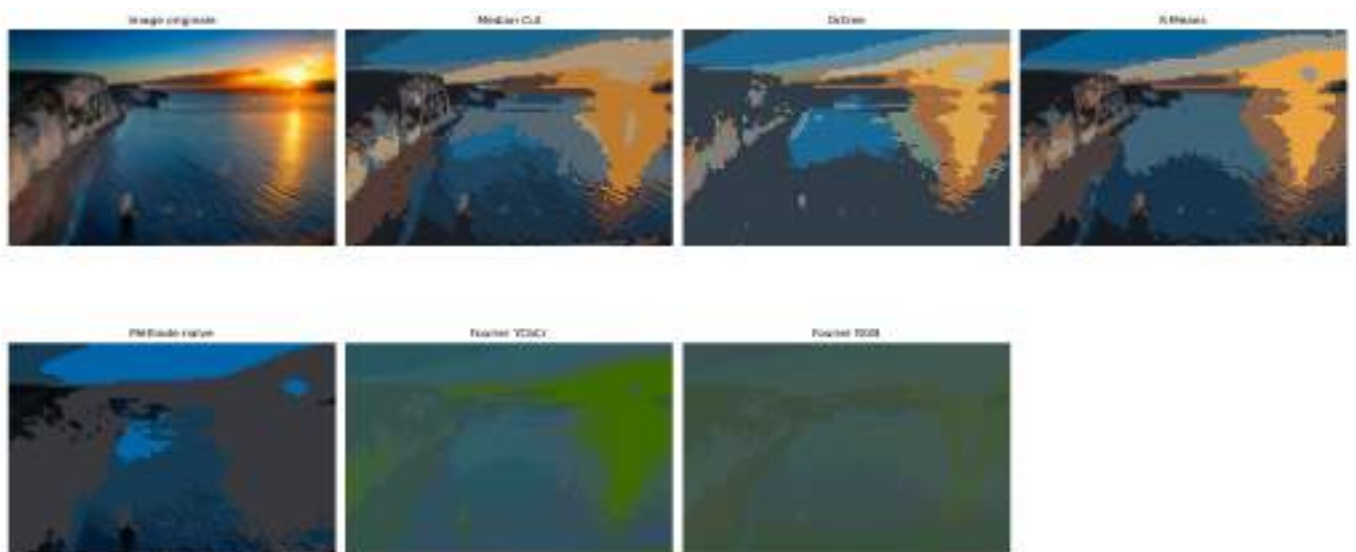 Image originale
Median Cut
Octree
K-Means
Méthode naïve
Fourier YCbCr
Fourier RGB